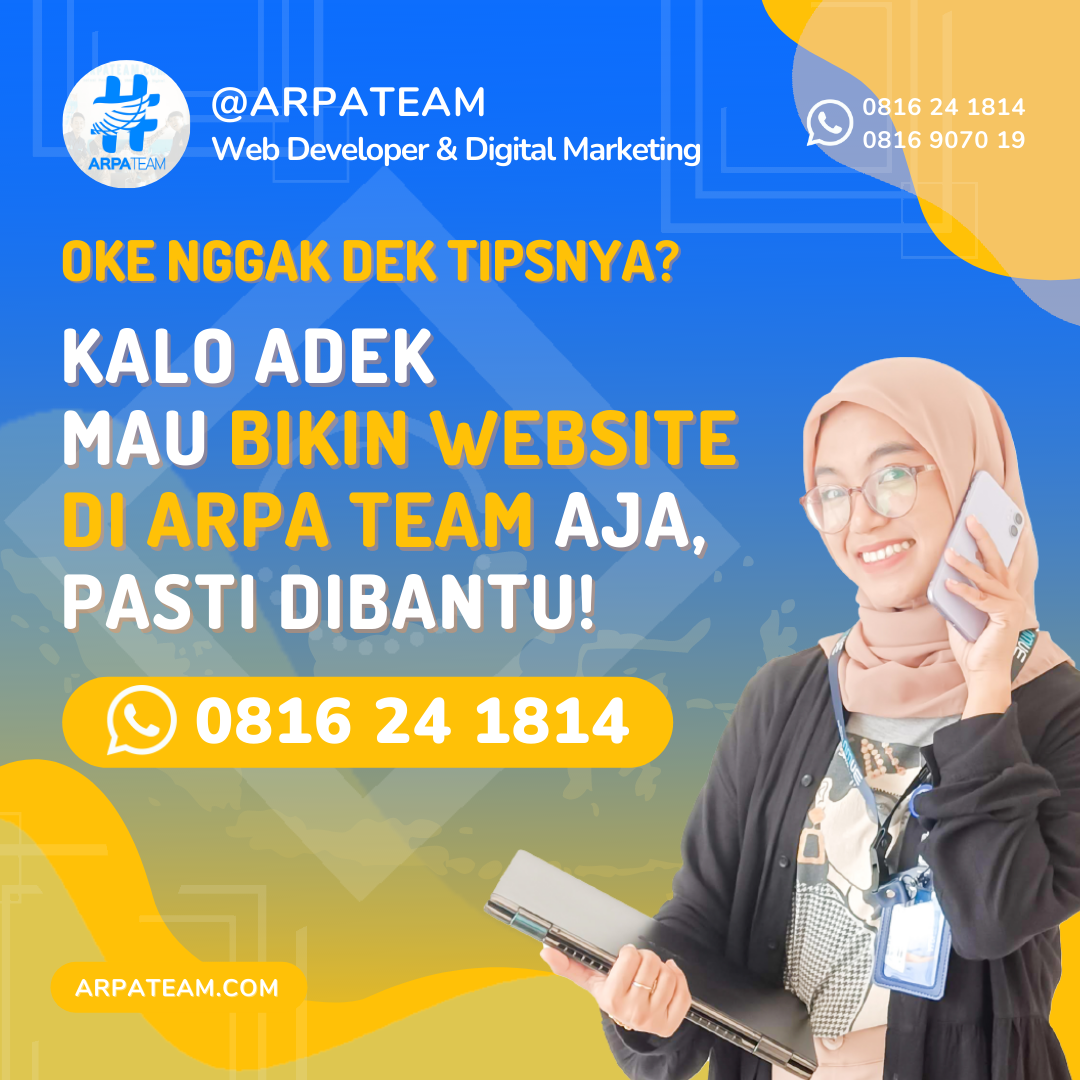 ARPATEAM
@ARPATEAM
Web Developer & Digital Marketing
0816 24 1814
0816 9070 19
OKE NGGAK DEK TIPSNYA?
KALO ADEK
MAU BIKIN WEBSITE
DI ARPA TEAM AJA,
PASTI DIBANTU!
0816 24 1814
ARPATEAM.COM